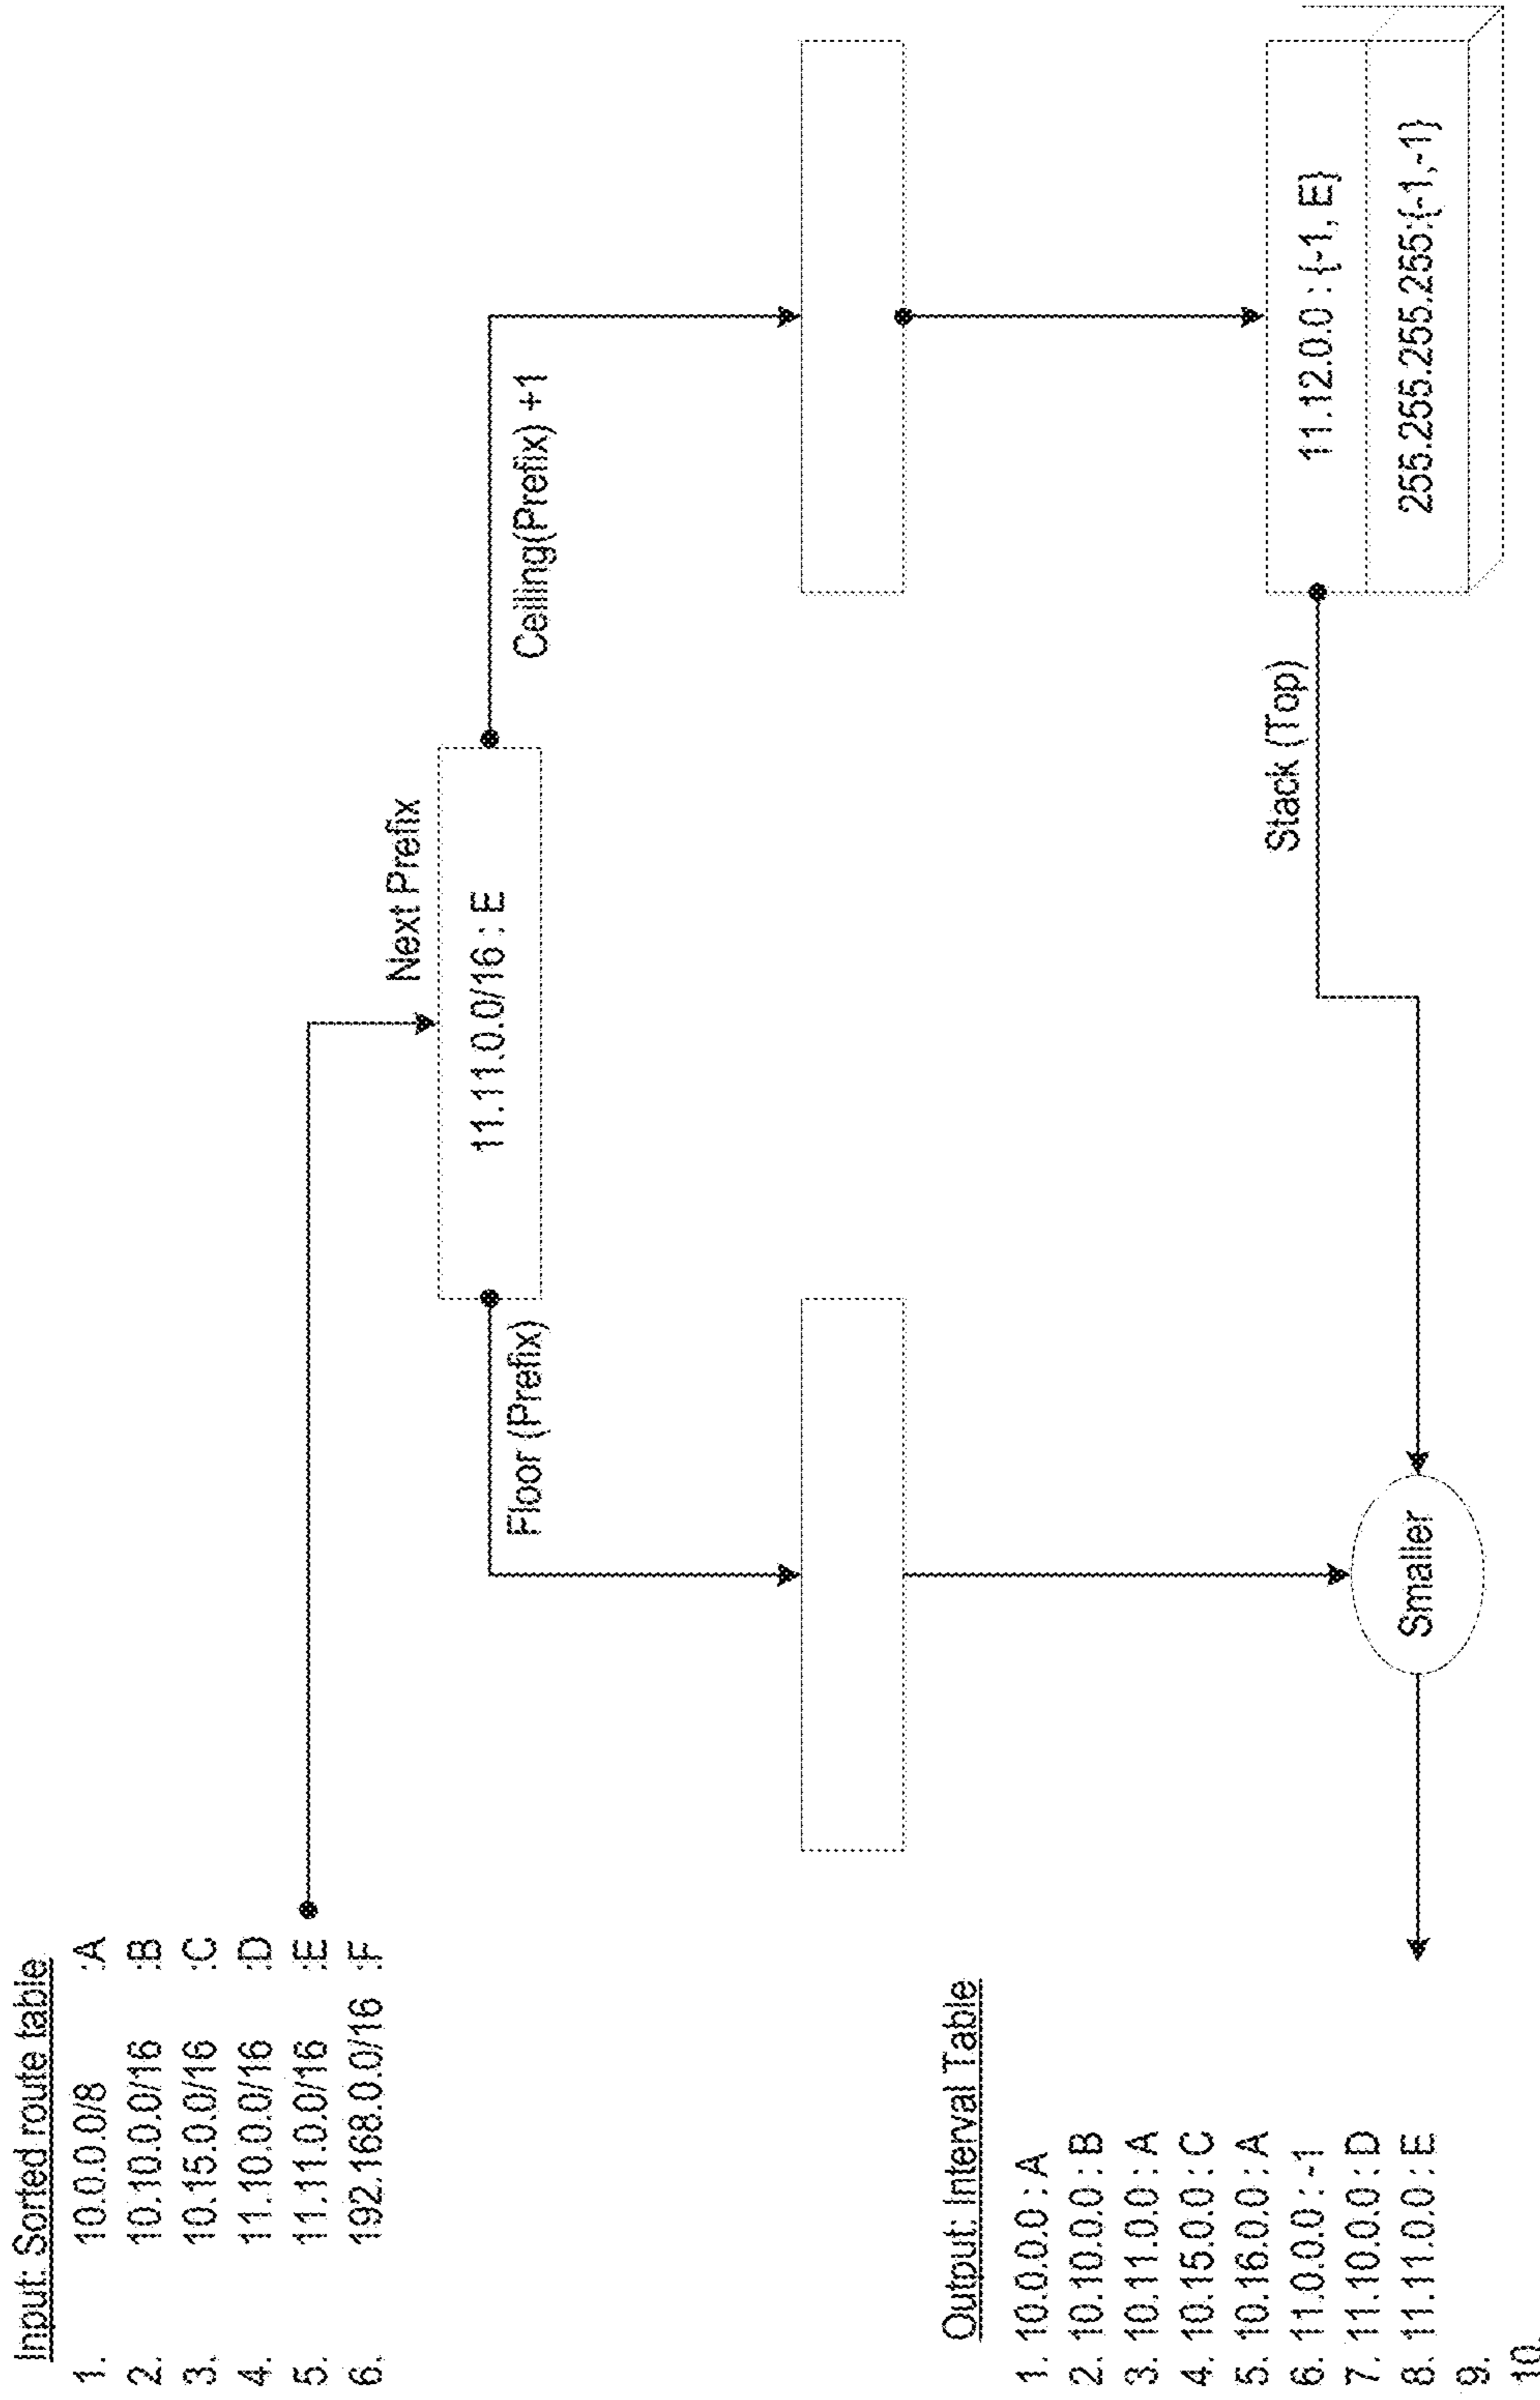 Input: Sorted route table
1. 10.0.0.0/8 :A
2. 10.10.0.0/16 :B
3. 10.15.0.0/16 :C
4. 11.10.0.0/16 :D
5. 11.11.0.0/16 :E
6. 192.168.0.0/16 :F
Next Prefix
11.11.0.0/16 : E
Floor (Prefix)
Ceiling(Prefix) +1
Output: Interval Table
1. 10.0.0.0 : A
2. 10.10.0.0 : B
3. 10.11.0.0 : A
4. 10.15.0.0 : C
5. 10.16.0.0 : A
6. 11.0.0.0 : -1
7. 11.10.0.0 : D
8. 11.11.0.0 : E
9.
10.
Smaller
Stack (Top)
11.12.0.0 : {-1, E}
255.255.255.255:{-1,-1}